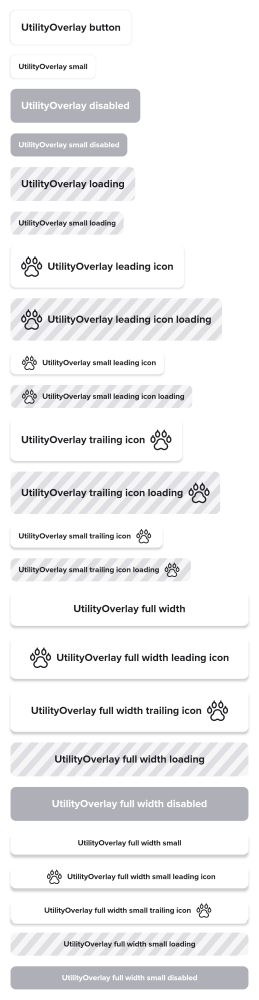 UtilityOverlay button
UtilityOverlay small
UtilityOverlay disabled
UtilityOverlay small disabled
UtilityOverlay loading
UtilityOverlay small loading
UtilityOverlay leading icon
UtilityOverlay leading icon loading
UtilityOverlay small leading icon
UtilityOverlay small leading icon loading
UtilityOverlay trailing icon
UtilityOverlay trailing icon loading
UtilityOverlay small trailing icon
UtilityOverlay small trailing icon loading
UtilityOverlay full width
UtilityOverlay full width leading icon
UtilityOverlay full width trailing icon
UtilityOverlay full width loading
UtilityOverlay full width disabled
UtilityOverlay full width small
UtilityOverlay full width small leading icon
UtilityOverlay full width small trailing icon
UtilityOverlay full width small loading
UtilityOverlay full width small disabled